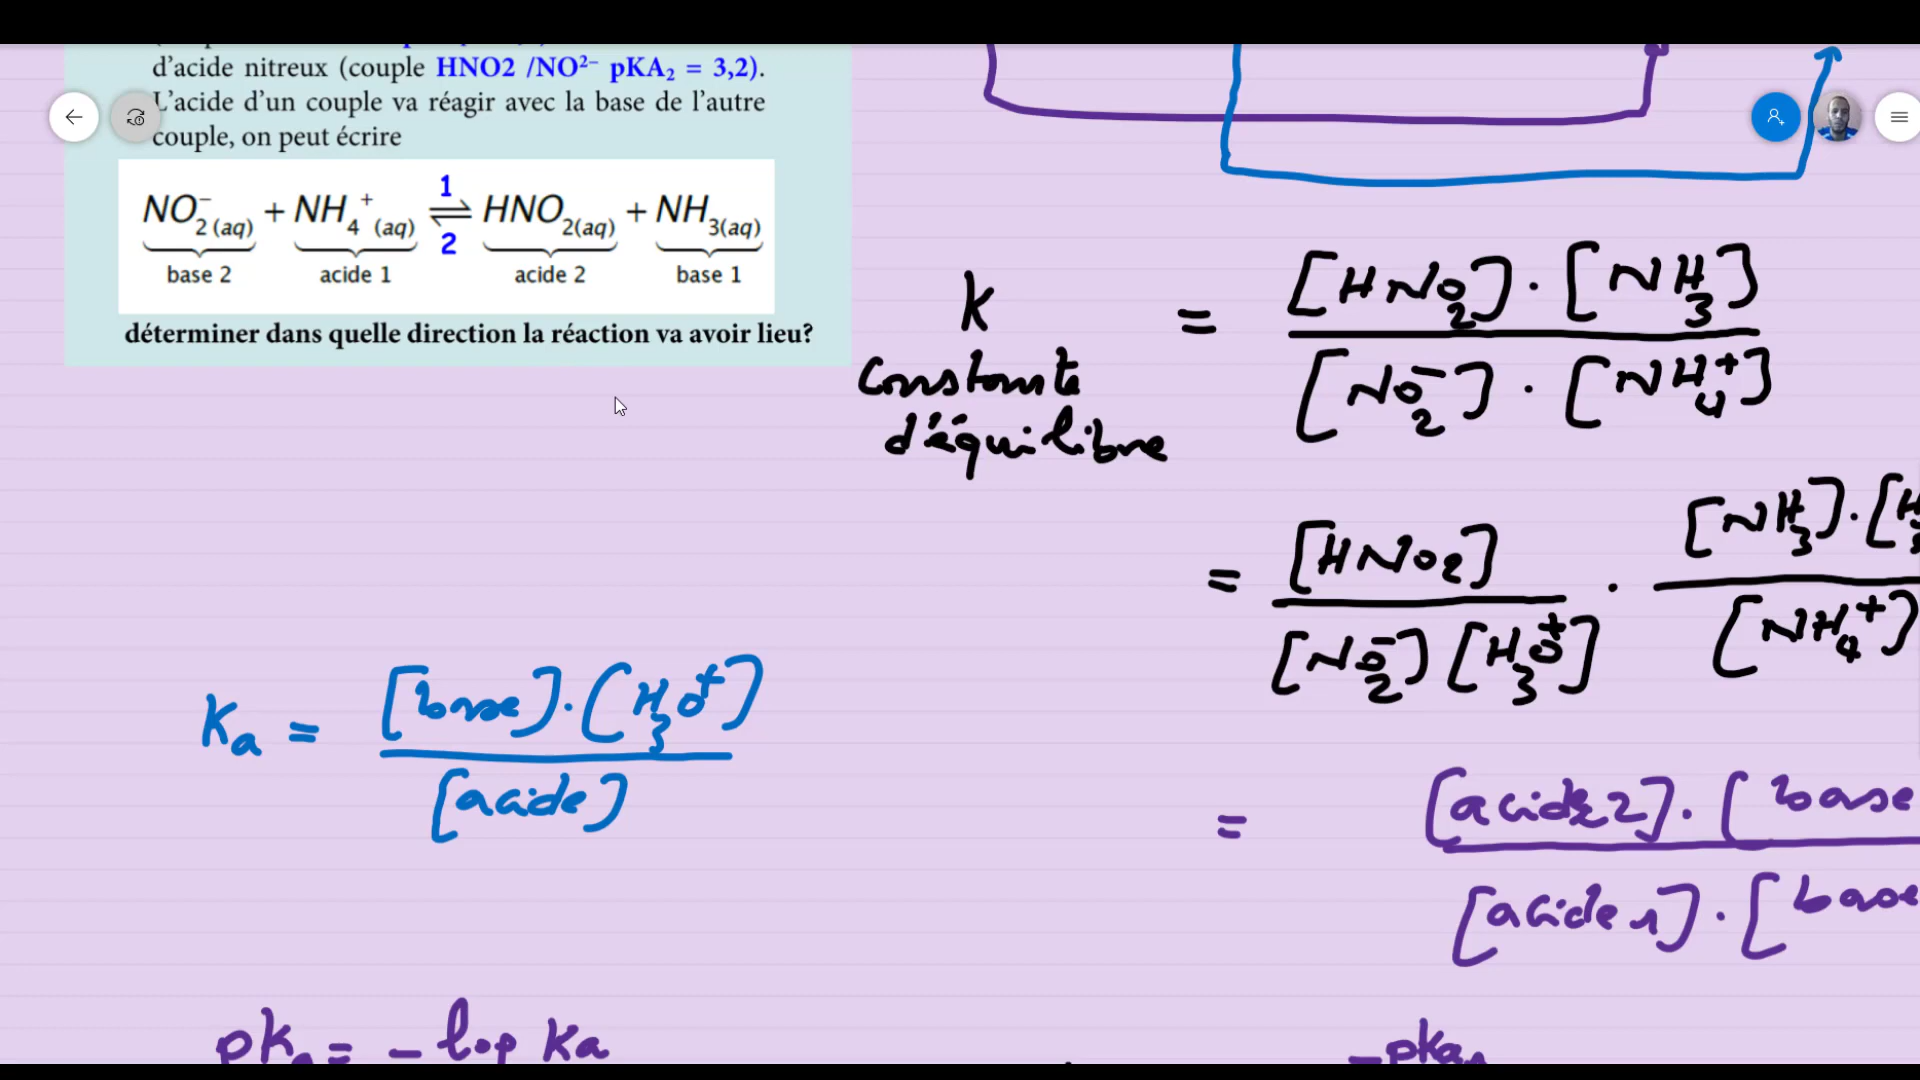 d'acide nitreux (couple HNO2 /NO²⁻ pKA₂ = 3,2).
L'acide d'un couple va réagir avec la base de l'autre
couple, on peut écrire
NO₂⁻(aq) + NH₄⁺(aq) ⇌ HNO₂(aq) + NH₃(aq)
1
2
base 2 acide 1 acide 2 base 1
déterminer dans quelle direction la réaction va avoir lieu?
K = [HNO₂]·[NH₃] / [NO₂⁻]·[NH₄⁺]
Constante
d'équilibre
= [HNO₂] / [NO₂⁻][H₃O⁺] · [NH₃]·[H₃ / [NH₄⁺]
Ka = [base]·[H₃O⁺] / [acide]
= [acide 2]·[base / [acide 1]·[base
pKa = - log Ka
-pka₁